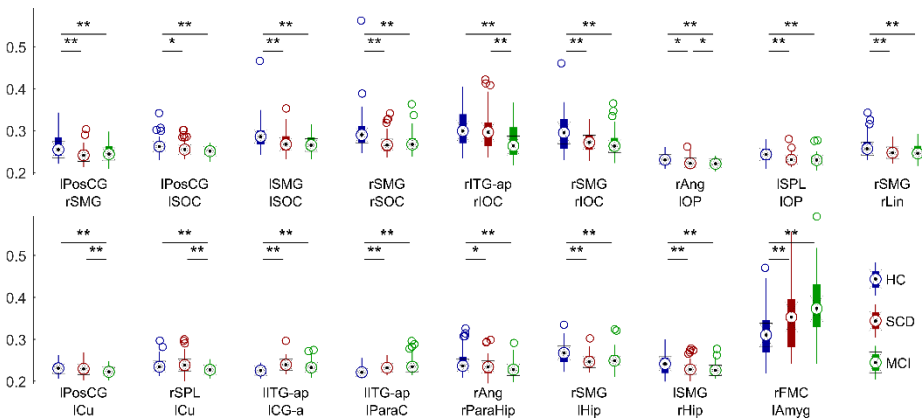 ** ** ** ** ** ** ** ** **
0.5
** * ** ** ** ** * * ** **
0.4
0.3
0.2
lPosCG lPosCG lSMG rSMG rITG-ap rSMG rAng lSPL rSMG
rSMG lSOC lSOC rSOC rIOC rIOC lOP lOP rLin
** ** ** ** ** ** ** **
0.5
** ** ** ** * ** ** **
HC
0.4
SCD
0.3
MCI
0.2
lPosCG rSPL lITG-ap lITG-ap rAng rSMG lSMG rFMC
lCu lCu lCG-a lParaC rParaHip lHip rHip lAmyg